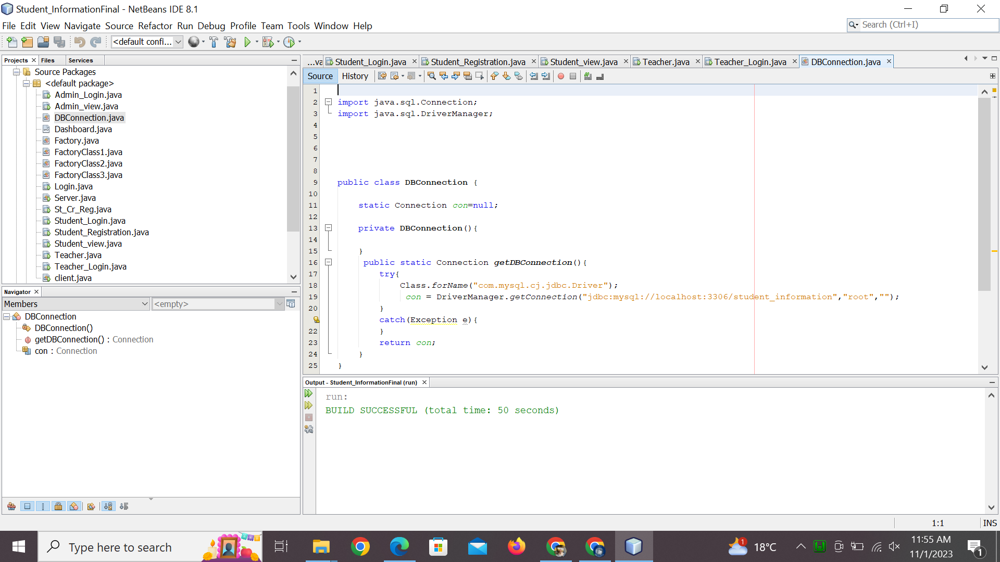 Student_InformationFinal - NetBeans IDE 8.1
File Edit View Navigate Source Refactor Run Debug Profile Team Tools Window Help
Search (Ctrl+I)
<default confi...
Projects Files Services
Source Packages
<default package>
Admin_Login.java
Admin_view.java
DBConnection.java
Dashboard.java
Factory.java
FactoryClass1.java
FactoryClass2.java
FactoryClass3.java
Login.java
Server.java
St_Cr_Reg.java
Student_Login.java
Student_Registration.java
Student_view.java
Teacher.java
Teacher_Login.java
client.java
Navigator
Members <empty>
DBConnection
DBConnection()
getDBConnection() : Connection
con : Connection
...va Student_Login.java Student_Registration.java Student_view.java Teacher.java Teacher_Login.java DBConnection.java
Source History
1
2 import java.sql.Connection;
3 import java.sql.DriverManager;
4
5
6
7
8
9 public class DBConnection {
10
11 static Connection con=null;
12
13 private DBConnection(){
14
15 }
16 public static Connection getDBConnection(){
17 try{
18 Class.forName("com.mysql.cj.jdbc.Driver");
19 con = DriverManager.getConnection("jdbc:mysql://localhost:3306/student_information","root","");
20 }
catch(Exception e){
22 }
23 return con;
24 }
25 }
Output - Student_InformationFinal (run)
run:
BUILD SUCCESSFUL (total time: 50 seconds)
1:1 INS
Type here to search
1
18°C
11:55 AM
11/1/2023
1